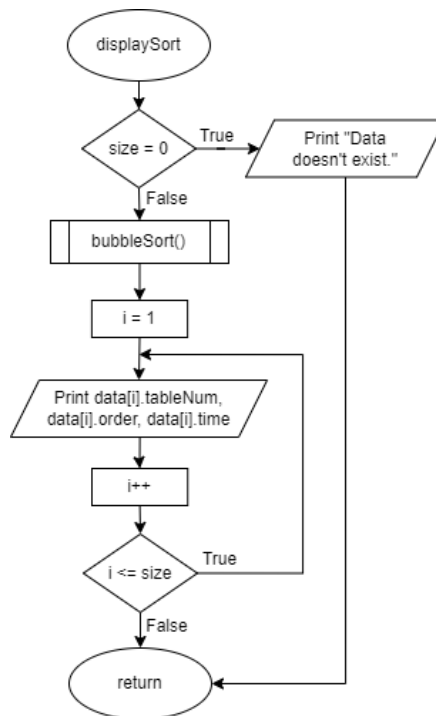 displaySort
size = 0
True
Print "Data
doesn't exist."
False
bubbleSort()
i = 1
Print data[i].tableNum,
data[i].order, data[i].time
i++
i <= size
True
False
return